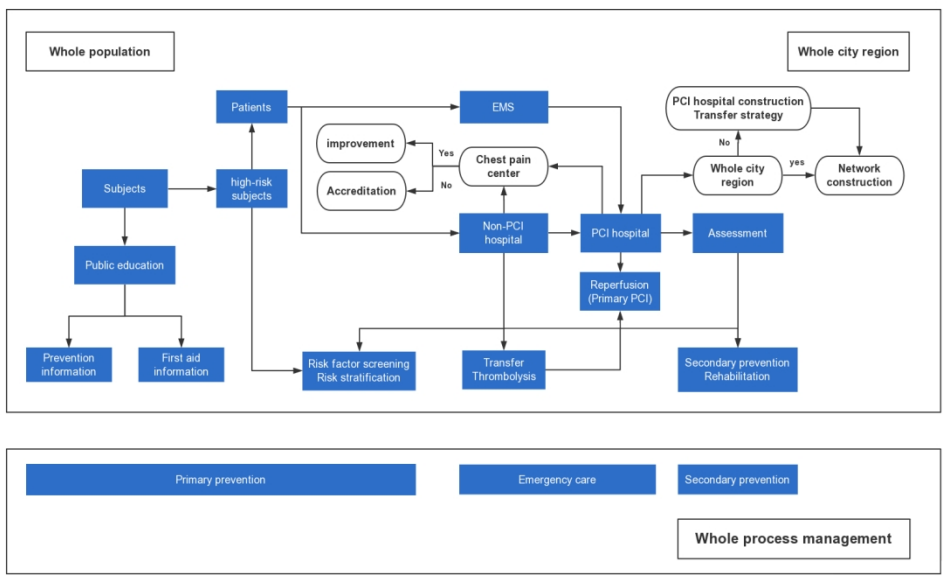 Whole population
Whole city region
Patients
EMS
PCI hospital construction
Transfer strategy
improvement
Yes
No
Chest pain
center
Accreditation
No
Whole city
region
yes
Network
construction
Subjects
high-risk
subjects
Non-PCI
hospital
PCI hospital
Assessment
Public education
Reperfusion
(Primary PCI)
Prevention
information
First aid
information
Risk factor screening
Risk stratification
Transfer
Thrombolysis
Secondary prevention
Rehabilitation
Primary prevention
Emergency care
Secondary prevention
Whole process management